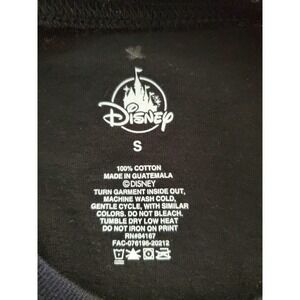 Disney
S
100% COTTON
MADE IN GUATEMALA
©DISNEY
TURN GARMENT INSIDE OUT,
MACHINE WASH COLD,
GENTLE CYCLE, WITH SIMILAR
COLORS. DO NOT BLEACH.
TUMBLE DRY LOW HEAT
DO NOT IRON ON PRINT
RN#84167
FAC-076196-20212